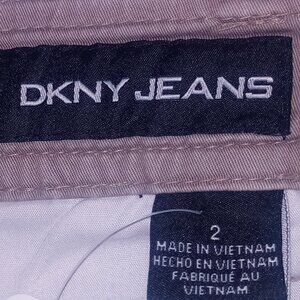 DKNY JEANS
2
MADE IN VIETNAM
HECHO EN VIETNAM
FABRIQUÉ AU
VIETNAM